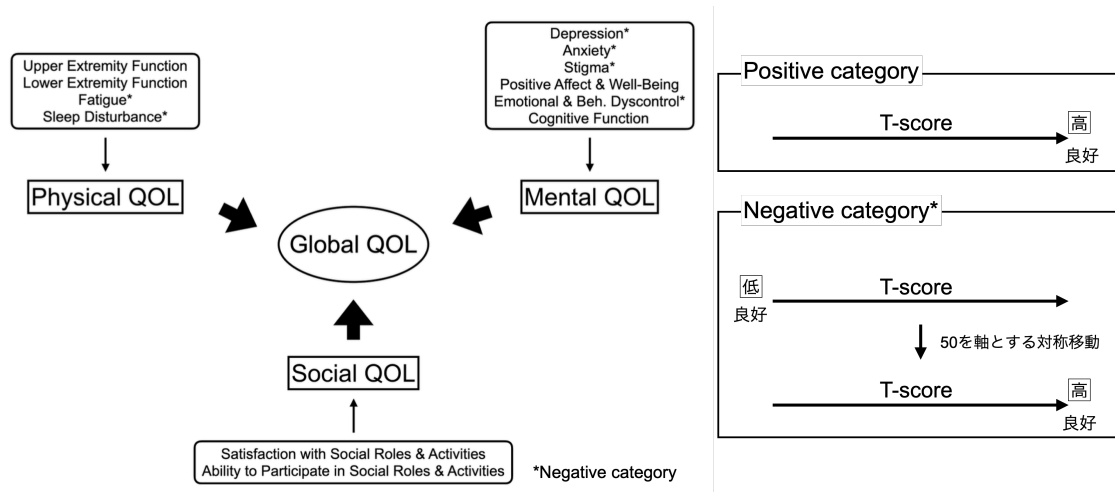 Upper Extremity Function
Lower Extremity Function
Fatigue*
Sleep Disturbance*
Physical QOL
Depression*
Anxiety*
Stigma*
Positive Affect & Well-Being
Emotional & Beh. Dyscontrol*
Cognitive Function
Mental QOL
Global QOL
Social QOL
Satisfaction with Social Roles & Activities
Ability to Participate in Social Roles & Activities
*Negative category
Positive category
T-score
高
良好
Negative category*
低
良好
T-score
50を軸とする対称移動
T-score
高
良好